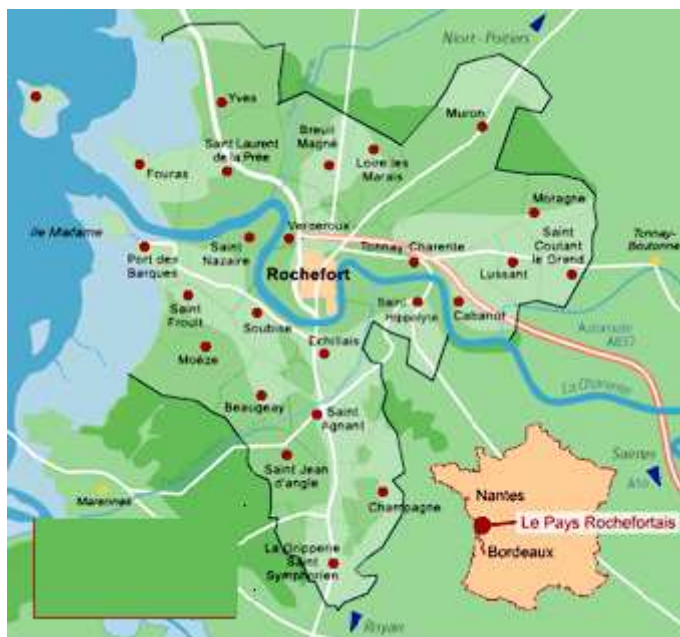 Niort - Poitiers
Yves
Muron
Breuil
Magné
Saint Laurent
de la Prée
Loire les
Marais
Fouras
Moragne
Ile Madame
Vergeroux
Saint
Nazaire
Saint
Coutant
le Grand
Tonnay-
Boutonne
Port des
Barques
Tonnay Charente
Rochefort
Lussant
Saint
Froult
Saint
Hippolyte
Cabariot
Soubise
Autoroute
A837
Moëze
Echillais
La Charente
Beaugeay
Saint
Agnant
Saint Jean
d'angle
Saintes
A10
Marennes
Champagne
Nantes
Le Pays Rochefortais
Bordeaux
La Gripperie
Saint
Symphorien
Royan